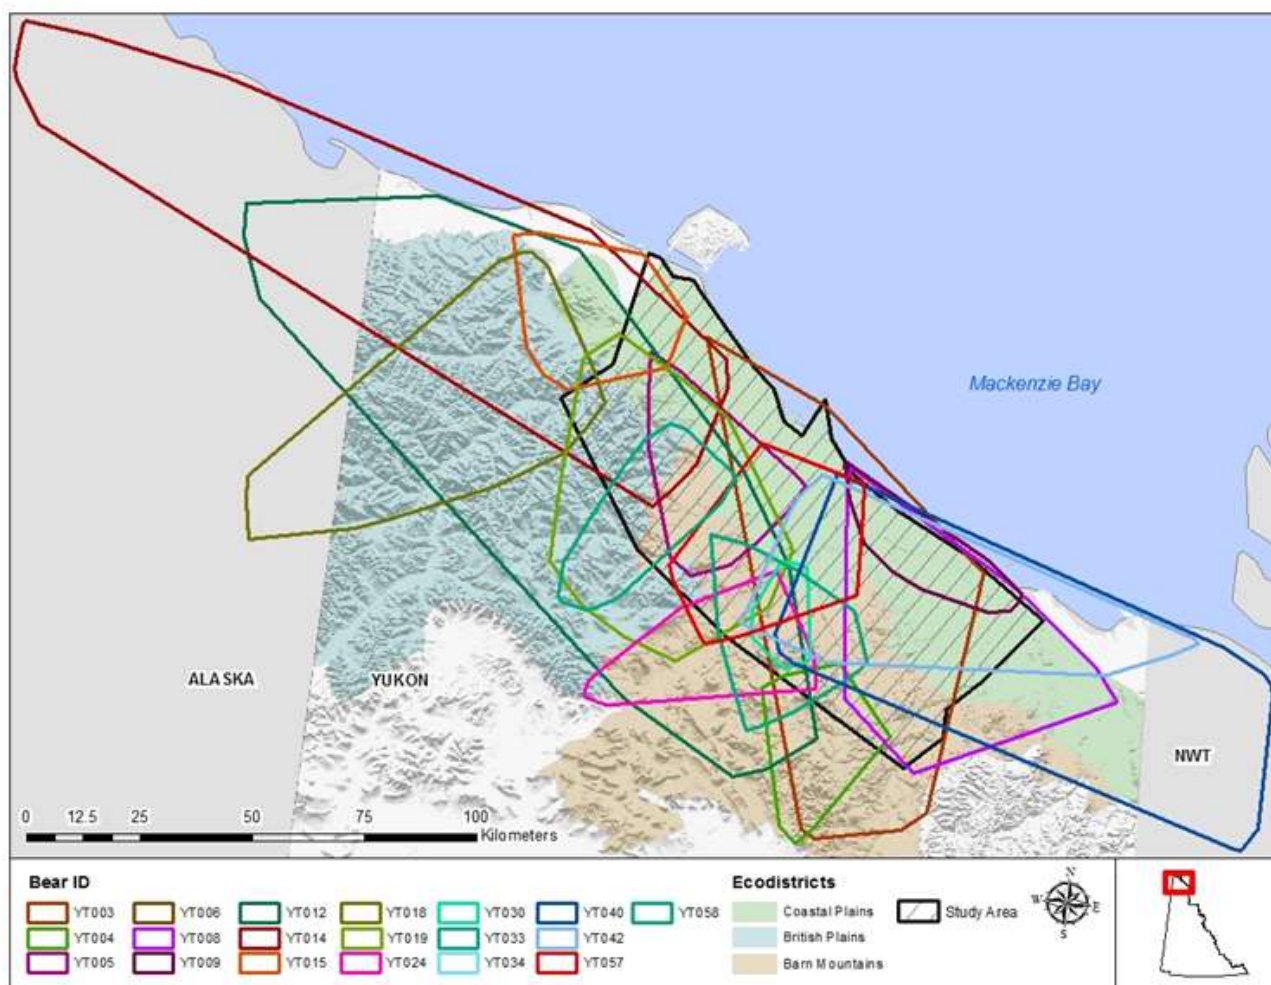 Mackenzie Bay
ALASKA
YUKON
NWT
0 12.5 25 50 75 100
Kilometers
Bear ID
YT003 YT006 YT012 YT018 YT030 YT040 YT058
YT004 YT008 YT014 YT019 YT033 YT042
YT005 YT009 YT015 YT024 YT034 YT057
Ecodistricts
Coastal Plains
British Plains
Barn Mountains
Study Area
N
W E
S